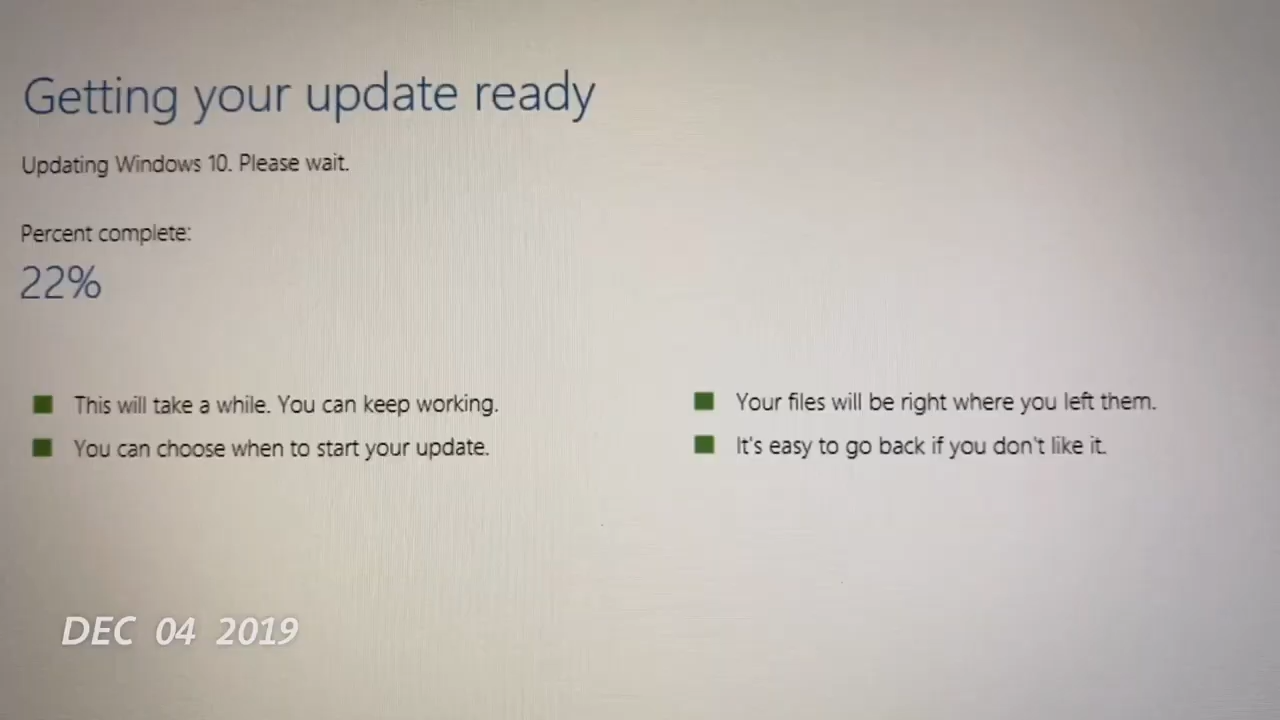 Getting your update ready
Updating Windows 10. Please wait.
Percent complete:
22%
This will take a while. You can keep working.
You can choose when to start your update.
Your files will be right where you left them.
It's easy to go back if you don't like it.
DEC 04 2019